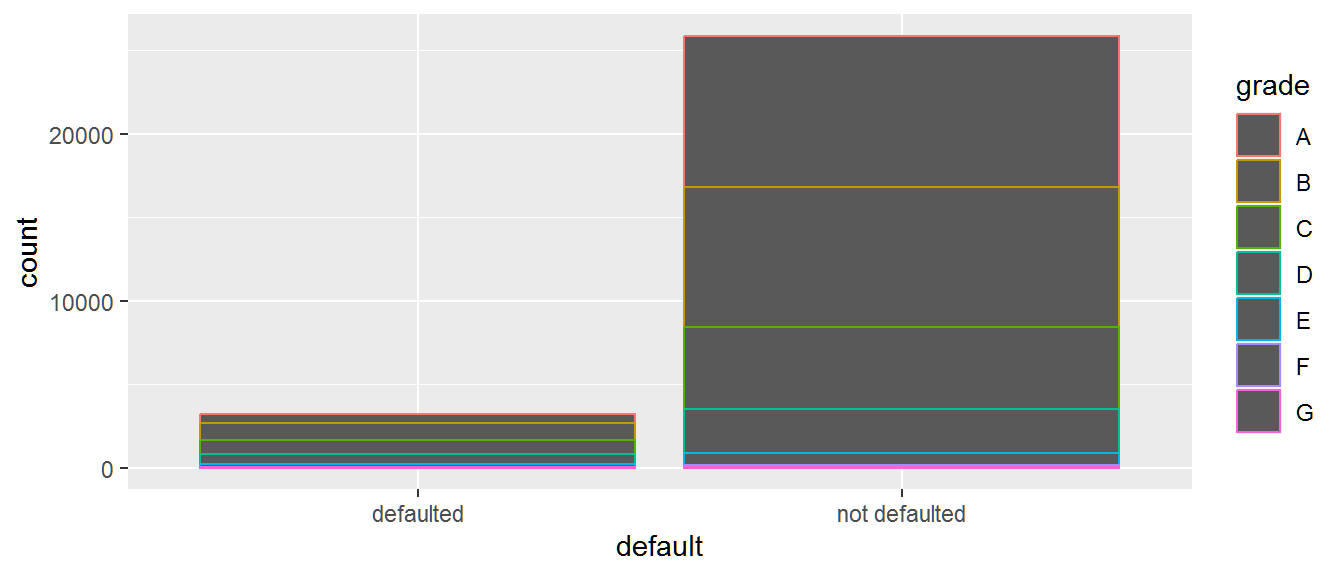 count
20000
10000
0
defaulted
not defaulted
default
grade
A
B
C
D
E
F
G